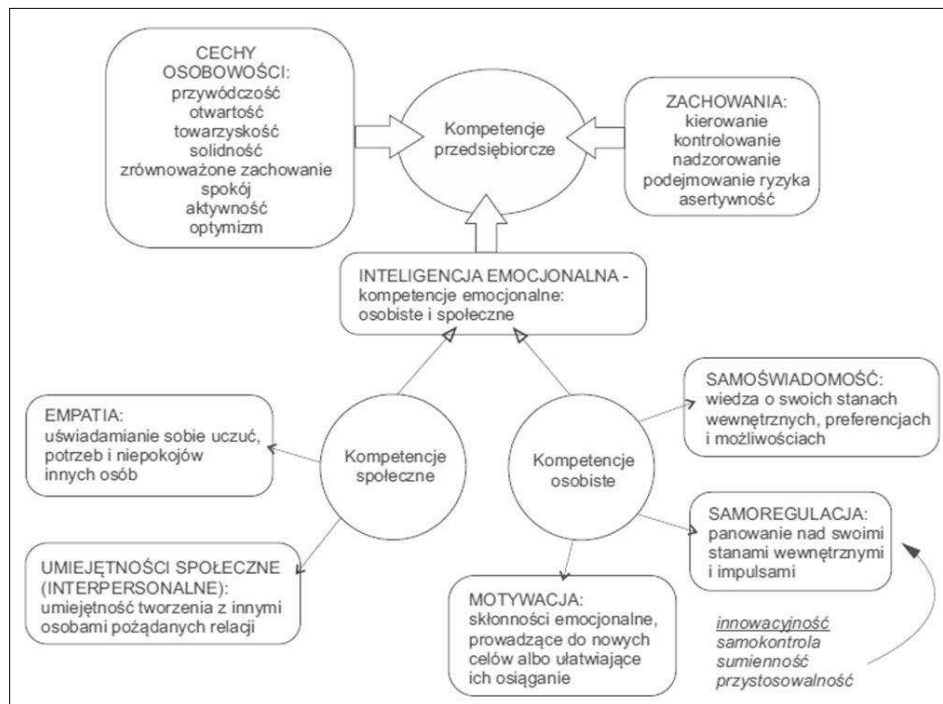 CECHY
OSOBOWOŚCI:
przywódczość
otwartość
towarzyskość
solidność
zrównoważone zachowanie
spokój
aktywność
optymizm
Kompetencje
przedsiębiorcze
ZACHOWANIA:
kierowanie
kontrolowanie
nadzorowanie
podejmowanie ryzyka
asertywność
INTELIGENCJA EMOCJONALNA -
kompetencje emocjonalne:
osobiste i społeczne
EMPATIA:
uświadamianie sobie uczuć,
potrzeb i niepokojów
innych osób
Kompetencje
społeczne
Kompetencje
osobiste
SAMOŚWIADOMOŚĆ:
wiedza o swoich stanach
wewnętrznych, preferencjach
i możliwościach
UMIEJĘTNOŚCI SPOŁECZNE
(INTERPERSONALNE):
umiejętność tworzenia z innymi
osobami pożądanych relacji
MOTYWACJA:
skłonności emocjonalne,
prowadzące do nowych
celów albo ułatwiające
ich osiąganie
SAMOREGULACJA:
panowanie nad swoimi
stanami wewnętrznymi
i impulsami
innowacyjność
samokontrola
sumienność
przystosowalność